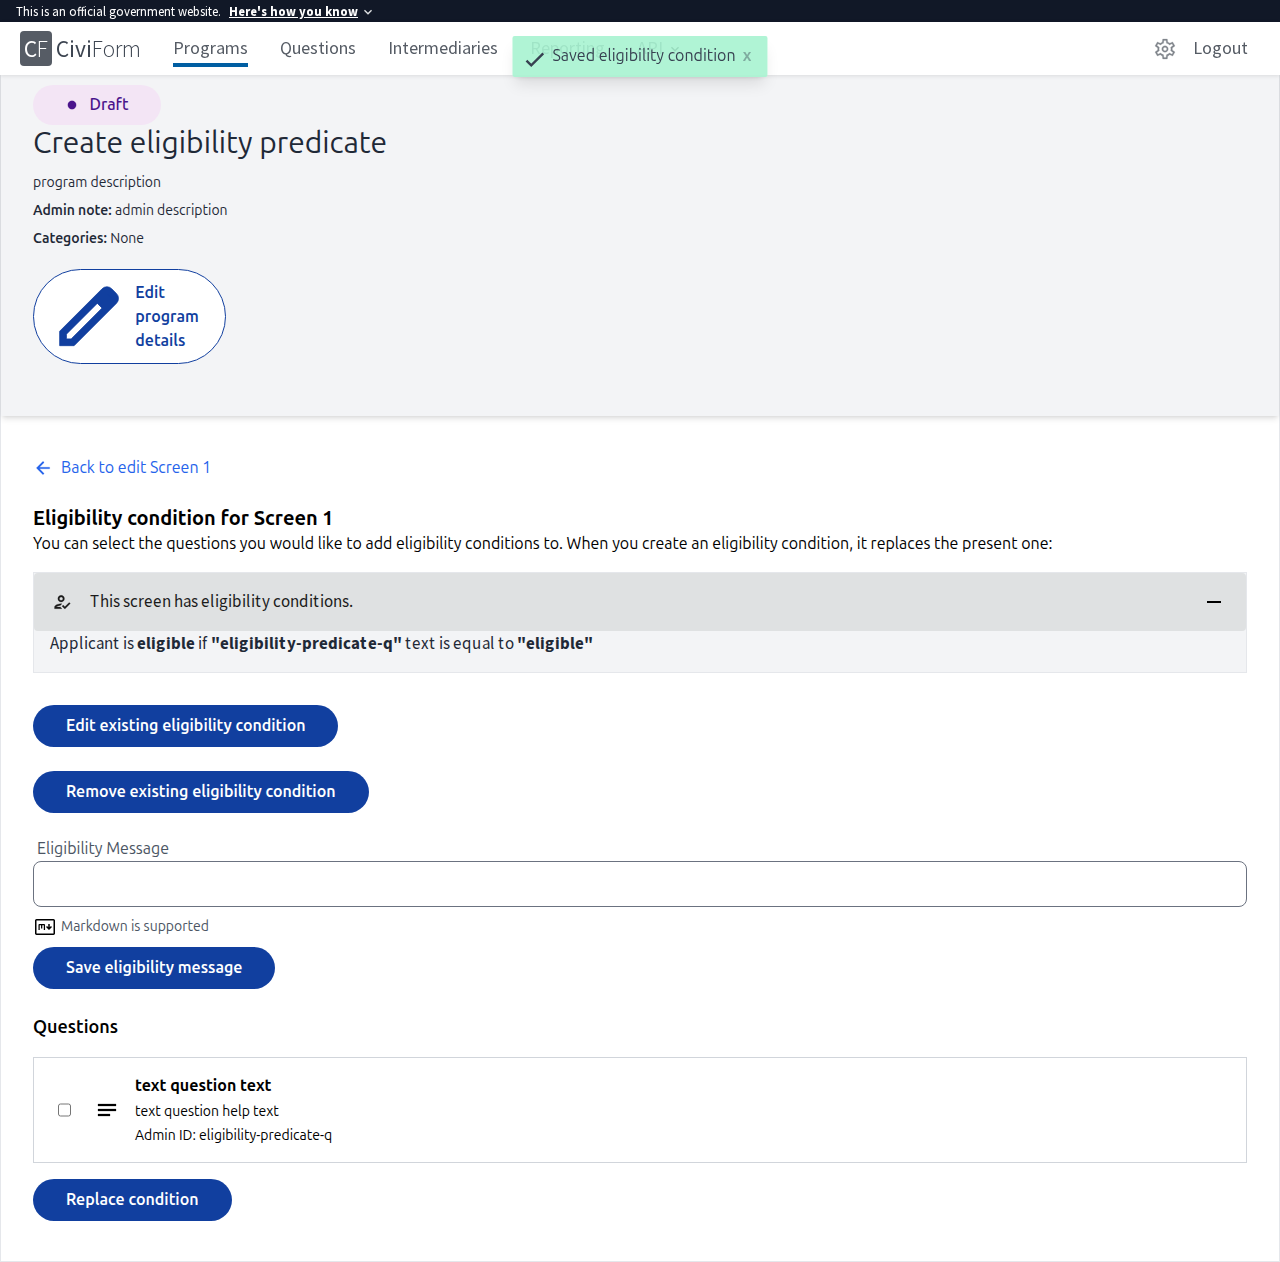 This is an official government website. Here's how you know
CF CiviForm Programs Questions Intermediaries Reporting API Logout
Saved eligibility condition x
Draft
Create eligibility predicate
program description
Admin note: admin description
Categories: None
Edit
program
details
Back to edit Screen 1
Eligibility condition for Screen 1
You can select the questions you would like to add eligibility conditions to. When you create an eligibility condition, it replaces the present one:
This screen has eligibility conditions.
Applicant is eligible if "eligibility-predicate-q" text is equal to "eligible"
Edit existing eligibility condition
Remove existing eligibility condition
Eligibility Message
Markdown is supported
Save eligibility message
Questions
text question text
text question help text
Admin ID: eligibility-predicate-q
Replace condition